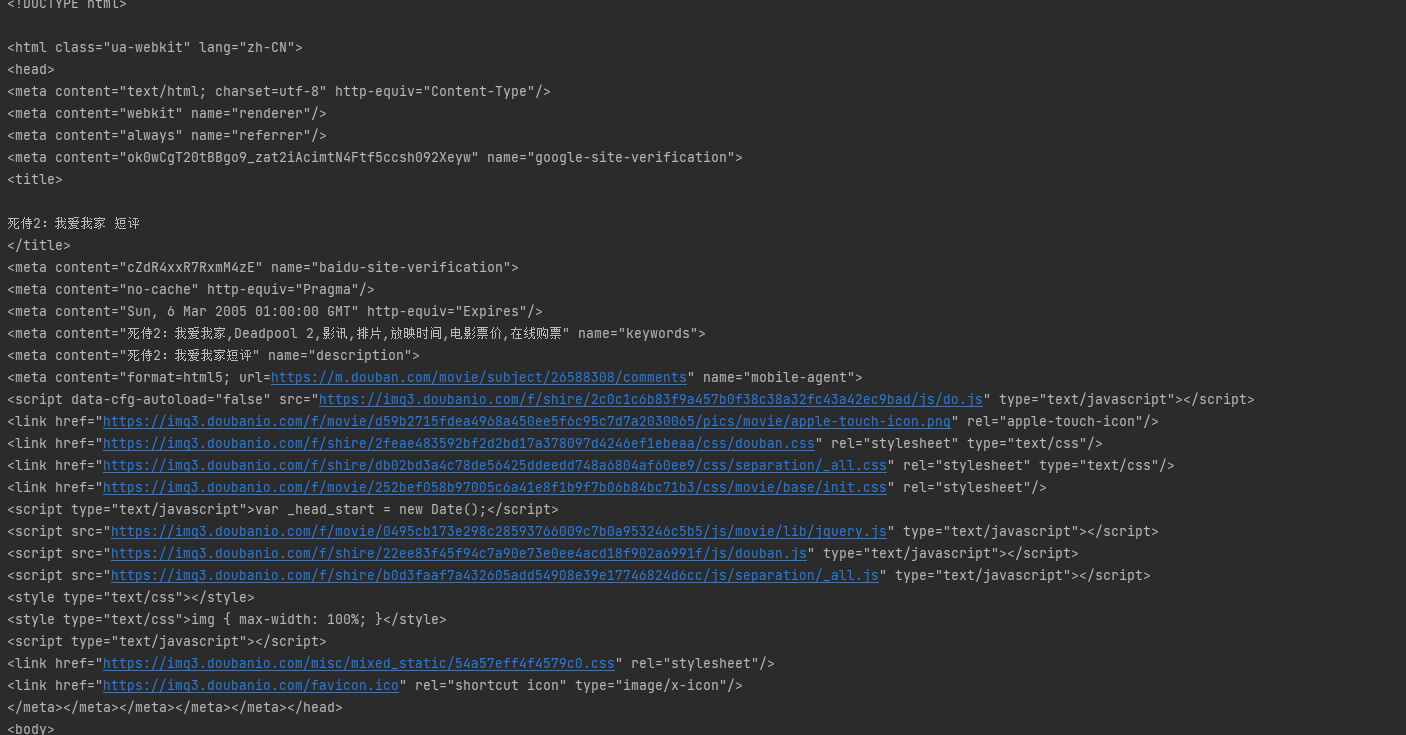 <!DOCTYPE html>
<html class="ua-webkit" lang="zh-CN">
<head>
<meta content="text/html; charset=utf-8" http-equiv="Content-Type"/>
<meta content="webkit" name="renderer"/>
<meta content="always" name="referrer"/>
<meta content="ok0wCgT20tBBgo9_zat2iAcimtN4Ftf5ccsh092Xeyw" name="google-site-verification">
<title>
死侍2：我爱我家 短评
</title>
<meta content="cZdR4xxR7RxmM4zE" name="baidu-site-verification">
<meta content="no-cache" http-equiv="Pragma"/>
<meta content="Sun, 6 Mar 2005 01:00:00 GMT" http-equiv="Expires"/>
<meta content="死侍2：我爱我家,Deadpool 2,影讯,排片,放映时间,电影票价,在线购票" name="keywords">
<meta content="死侍2：我爱我家短评" name="description">
<meta content="format=html5; url=https://m.douban.com/movie/subject/26588308/comments" name="mobile-agent">
<script data-cfg-autoload="false" src="https://img3.doubanio.com/f/shire/2c0c1c6b83f9a457b0f38c38a32fc43a42ec9bad/js/do.js" type="text/javascript"></script>
<link href="https://img3.doubanio.com/f/movie/d59b2715fdea4968a450ee5f6c95c7d7a2030065/pics/movie/apple-touch-icon.png" rel="apple-touch-icon"/>
<link href="https://img3.doubanio.com/f/shire/2feae483592bf2d2bd17a378097d4246ef1ebeaa/css/douban.css" rel="stylesheet" type="text/css"/>
<link href="https://img3.doubanio.com/f/shire/db02bd3a4c78de56425ddeedd748a6804af60ee9/css/separation/_all.css" rel="stylesheet" type="text/css"/>
<link href="https://img3.doubanio.com/f/movie/252bef058b97005c6a41e8f1b9f7b06b84bc71b3/css/movie/base/init.css" rel="stylesheet"/>
<script type="text/javascript">var _head_start = new Date();</script>
<script src="https://img3.doubanio.com/f/movie/0495cb173e298c28593766009c7b0a953246c5b5/js/movie/lib/jquery.js" type="text/javascript"></script>
<script src="https://img3.doubanio.com/f/shire/22ee83f45f94c7a90e73e0ee4acd18f902a6991f/js/douban.js" type="text/javascript"></script>
<script src="https://img3.doubanio.com/f/shire/b0d3faaf7a432605add54908e39e17746824d6cc/js/separation/_all.js" type="text/javascript"></script>
<style type="text/css"></style>
<style type="text/css">img { max-width: 100%; }</style>
<script type="text/javascript"></script>
<link href="https://img3.doubanio.com/misc/mixed_static/54a57eff4f4579c0.css" rel="stylesheet"/>
<link href="https://img3.doubanio.com/favicon.ico" rel="shortcut icon" type="image/x-icon"/>
</meta></meta></meta></meta></meta></head>
<body>